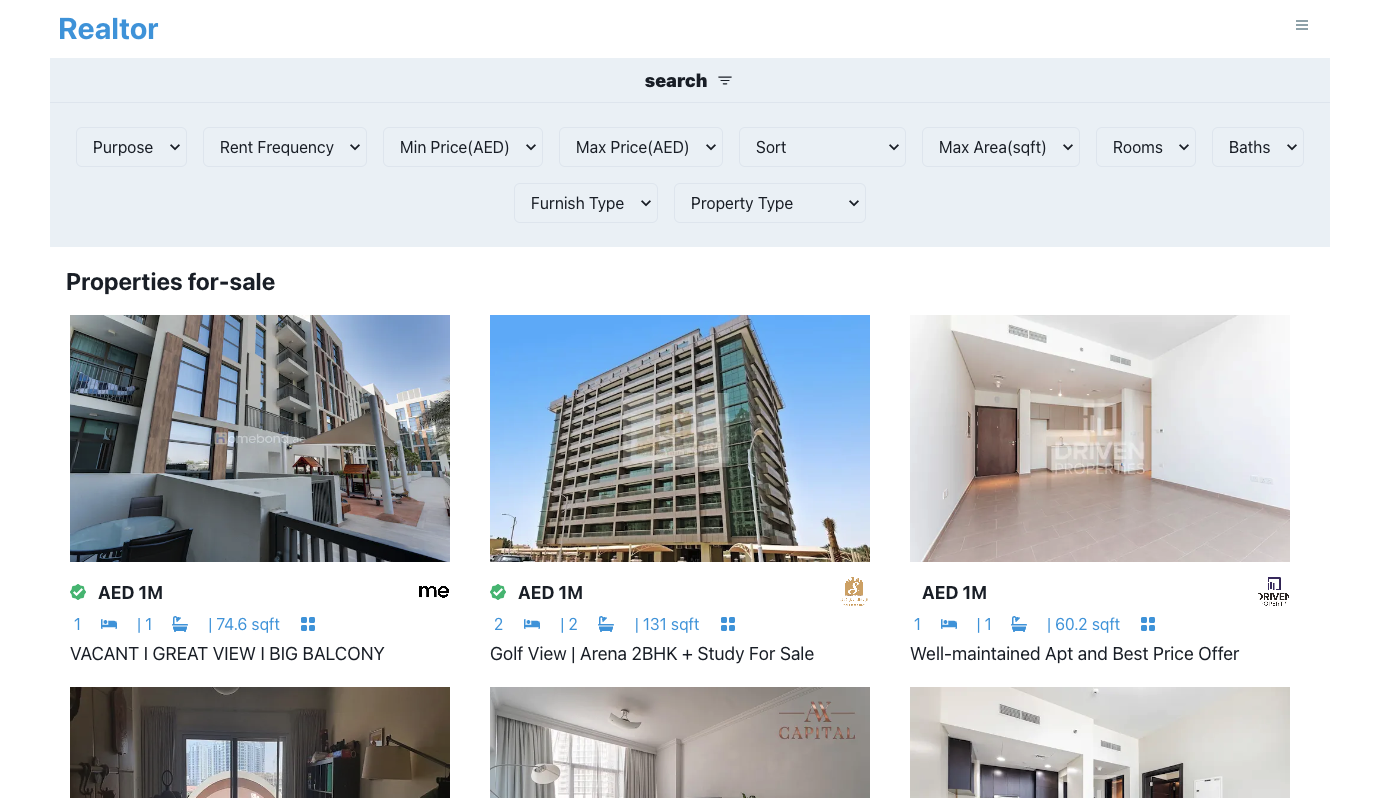 Realtor
search
Purpose Rent Frequency Min Price(AED) Max Price(AED) Sort Max Area(sqft) Rooms Baths
Furnish Type Property Type
Properties for-sale
omebond.ae
DRIVEN
PROPERTIES
AED 1M
me
AED 1M
AED 1M
DRIVEN
1 | 1 | 74.6 sqft
2 | 2 | 131 sqft
1 | 1 | 60.2 sqft
VACANT I GREAT VIEW I BIG BALCONY
Golf View | Arena 2BHK + Study For Sale
Well-maintained Apt and Best Price Offer
AX
CAPITAL